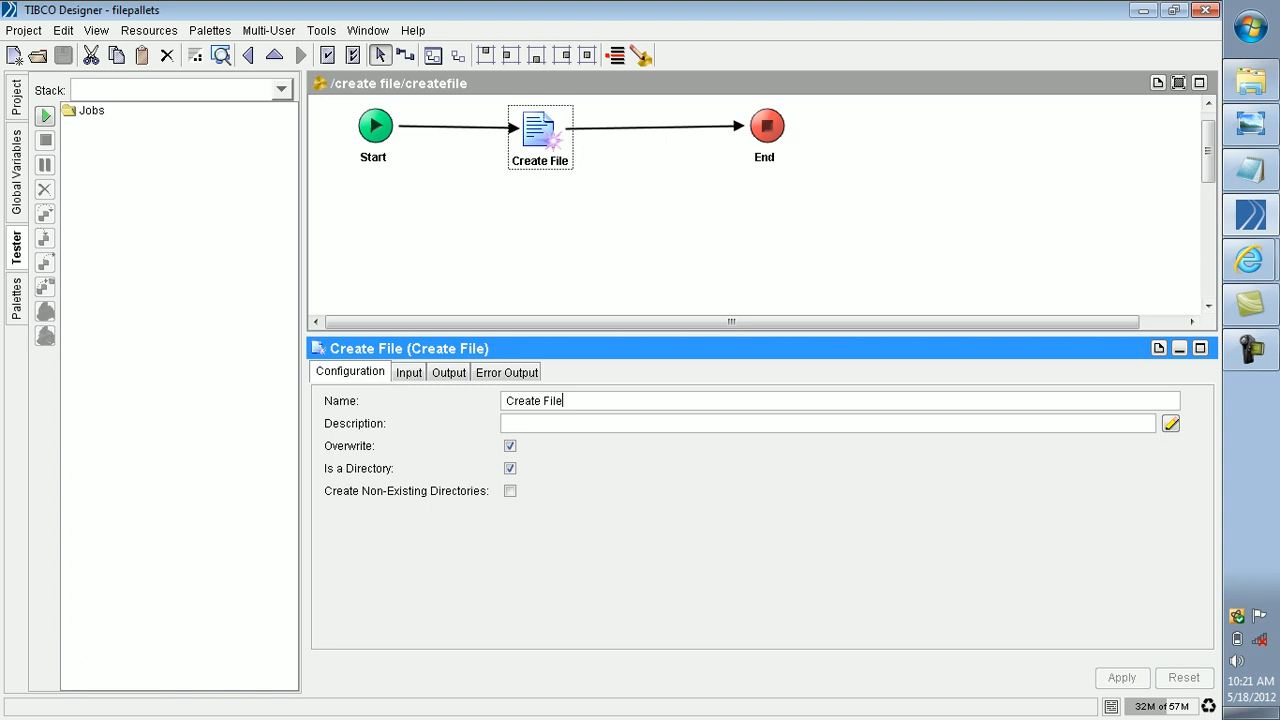 TIBCO Designer - filepallets
Project Edit View Resources Palettes Multi-User Tools Window Help
Project
Global Variables
Tester
Palettes
Stack:
Jobs
/create file/createfile
Start
Create File
End
Create File (Create File)
Configuration Input Output Error Output
Name: Create File
Description:
Overwrite:
Is a Directory:
Create Non-Existing Directories:
Apply Reset
32M of 57M
10:21 AM
5/18/2012